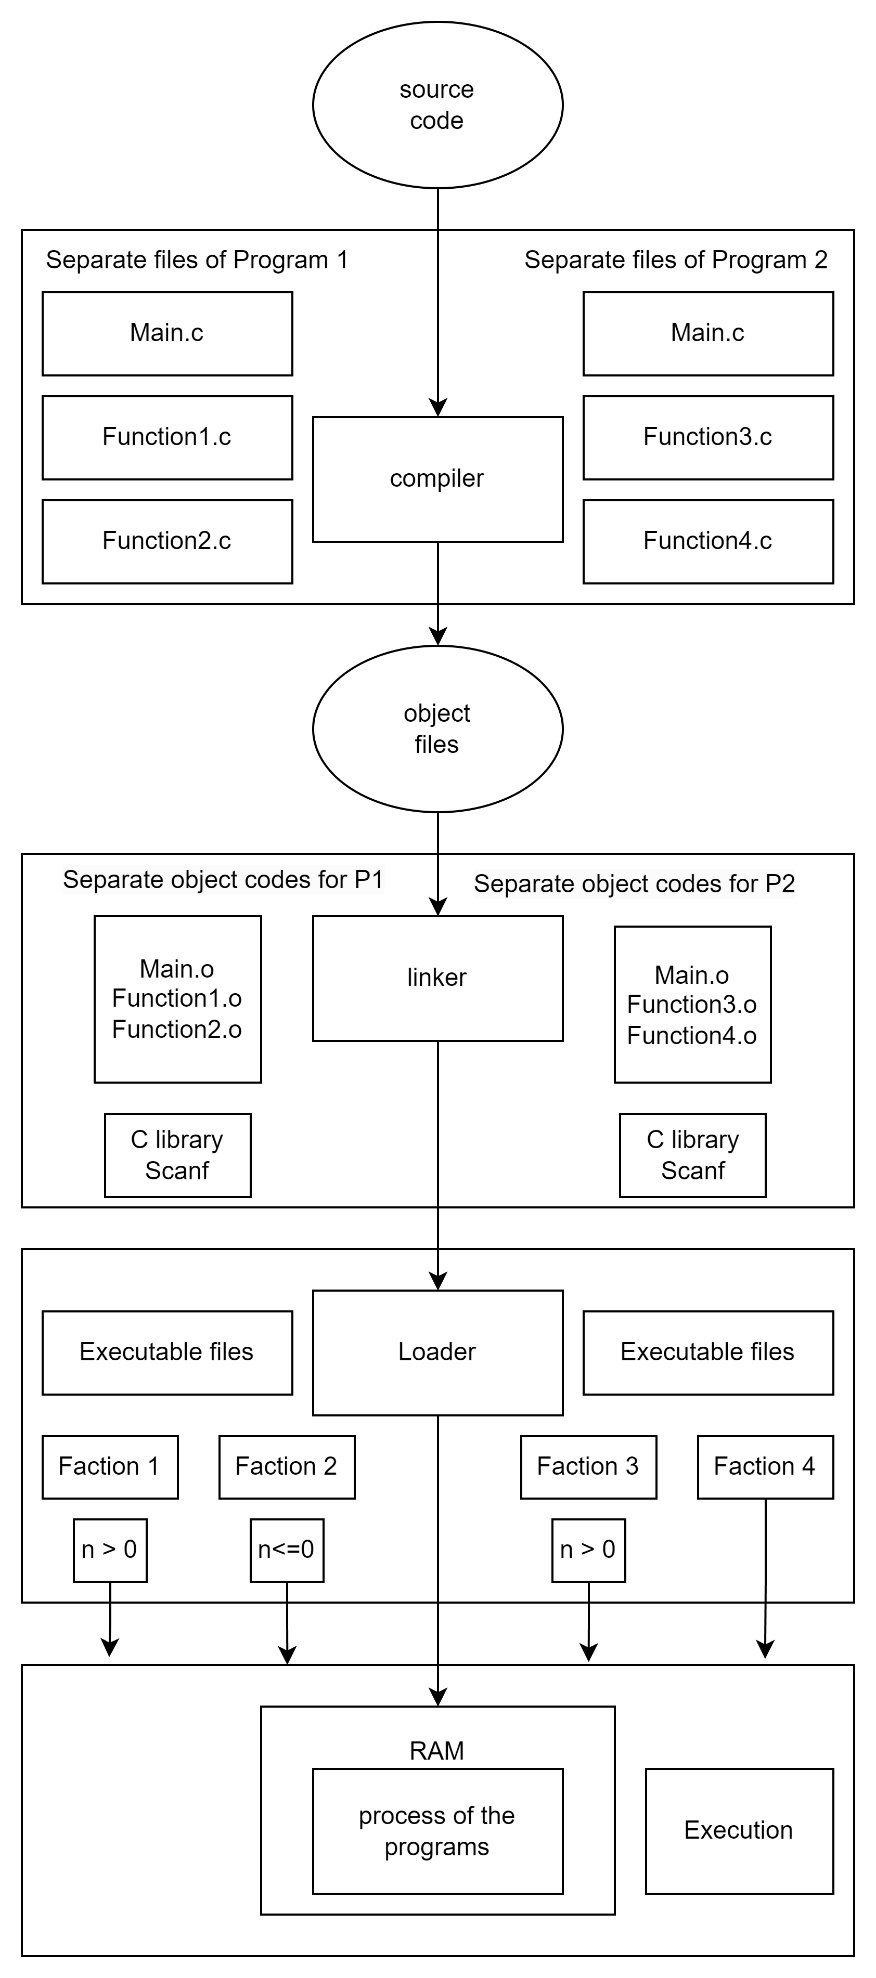 source
code
Separate files of Program 1
Separate files of Program 2
Main.c
Main.c
Function1.c
Function3.c
compiler
Function2.c
Function4.c
object
files
Separate object codes for P1
Separate object codes for P2
Main.o
Function1.o
Function2.o
linker
Main.o
Function3.o
Function4.o
C library
Scanf
C library
Scanf
Executable files
Loader
Executable files
Faction 1
Faction 2
Faction 3
Faction 4
n > 0
n<=0
n > 0
RAM
process of the
programs
Execution